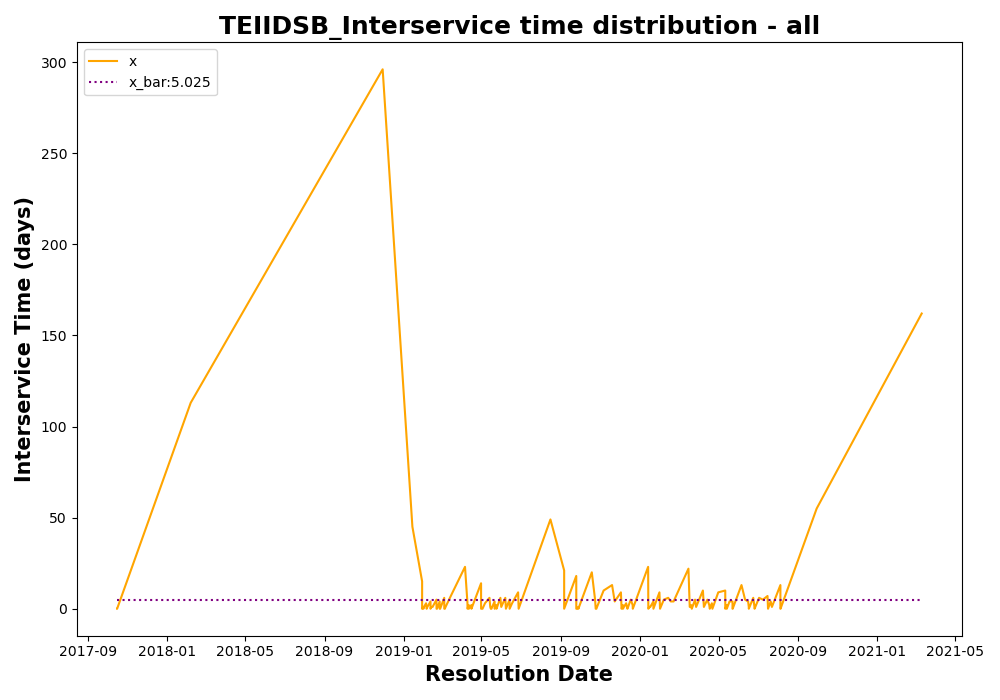 TEIIDSB_Interservice time distribution - all
x
x_bar:5.025
Interservice Time (days)
300
250
200
150
100
50
0
2017-09 2018-01 2018-05 2018-09 2019-01 2019-05 2019-09 2020-01 2020-05 2020-09 2021-01 2021-05
Resolution Date